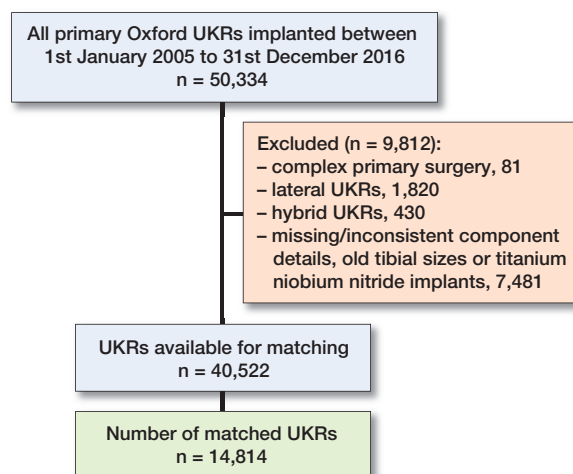 All primary Oxford UKRs implanted between
1st January 2005 to 31st December 2016
n = 50,334
Excluded (n = 9,812):
– complex primary surgery, 81
– lateral UKRs, 1,820
– hybrid UKRs, 430
– missing/inconsistent component
details, old tibial sizes or titanium
niobium nitride implants, 7,481
UKRs available for matching
n = 40,522
Number of matched UKRs
n = 14,814